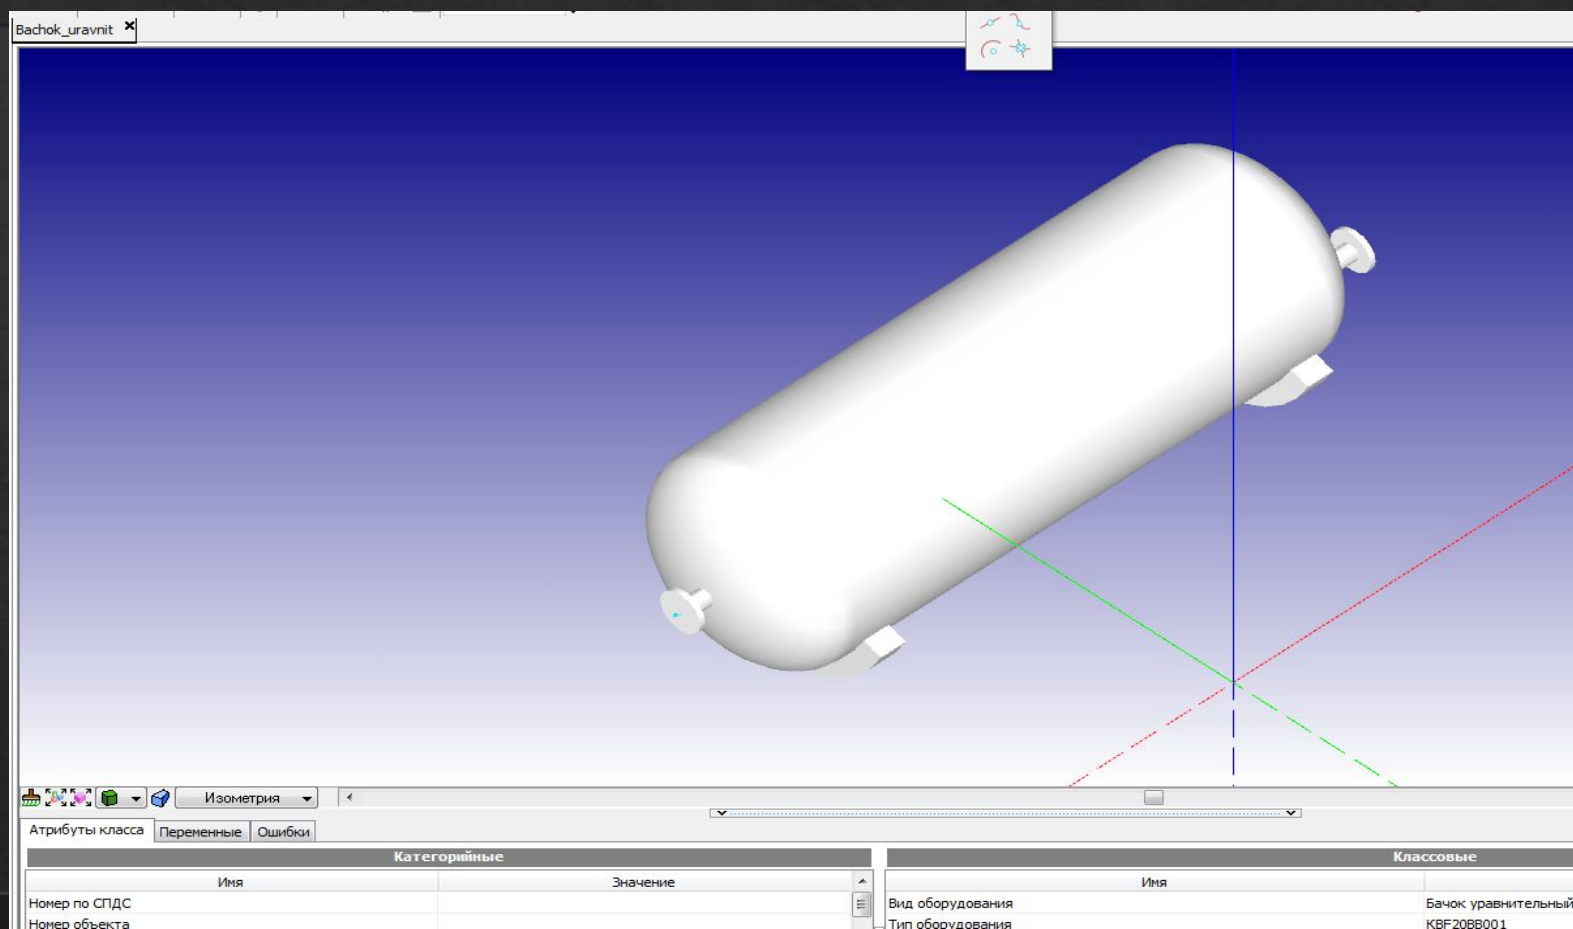 Bachok_uravnit
Изометрия
Атрибуты класса Переменные Ошибки
Категорийные Классовые
Имя Значение Имя
Номер по СПДС Вид оборудования Бачок уравнительный
Номер объекта Тип оборудования KBF20BB001